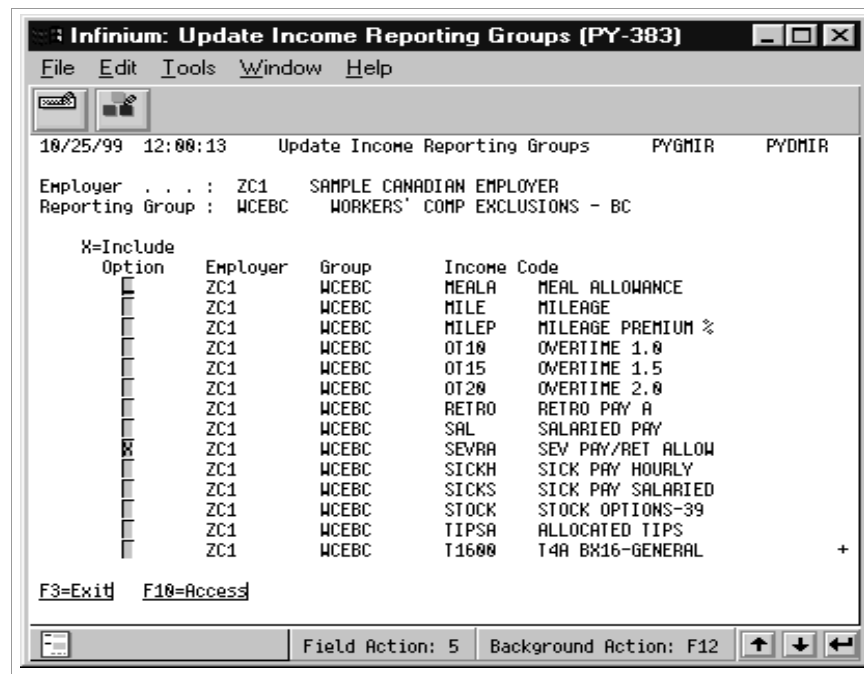 Infinium: Update Income Reporting Groups (PY-383)
File Edit Tools Window Help
10/25/99 12:00:13 Update Income Reporting Groups PYGMIR PYDMIR
Employer . . . : ZC1 SAMPLE CANADIAN EMPLOYER
Reporting Group : WCEBC WORKERS' COMP EXCLUSIONS - BC
X=Include
Option Employer Group Income Code
ZC1 WCEBC MEALA MEAL ALLOWANCE
ZC1 WCEBC MILE MILEAGE
ZC1 WCEBC MILEP MILEAGE PREMIUM %
ZC1 WCEBC OT10 OVERTIME 1.0
ZC1 WCEBC OT15 OVERTIME 1.5
ZC1 WCEBC OT20 OVERTIME 2.0
ZC1 WCEBC RETRO RETRO PAY A
ZC1 WCEBC SAL SALARIED PAY
X ZC1 WCEBC SEVRA SEV PAY/RET ALLOW
ZC1 WCEBC SICKH SICK PAY HOURLY
ZC1 WCEBC SICKS SICK PAY SALARIED
ZC1 WCEBC STOCK STOCK OPTIONS-39
ZC1 WCEBC TIPSA ALLOCATED TIPS
ZC1 WCEBC T1600 T4A BX16-GENERAL +
F3=Exit F10=Access
Field Action: 5 Background Action: F12